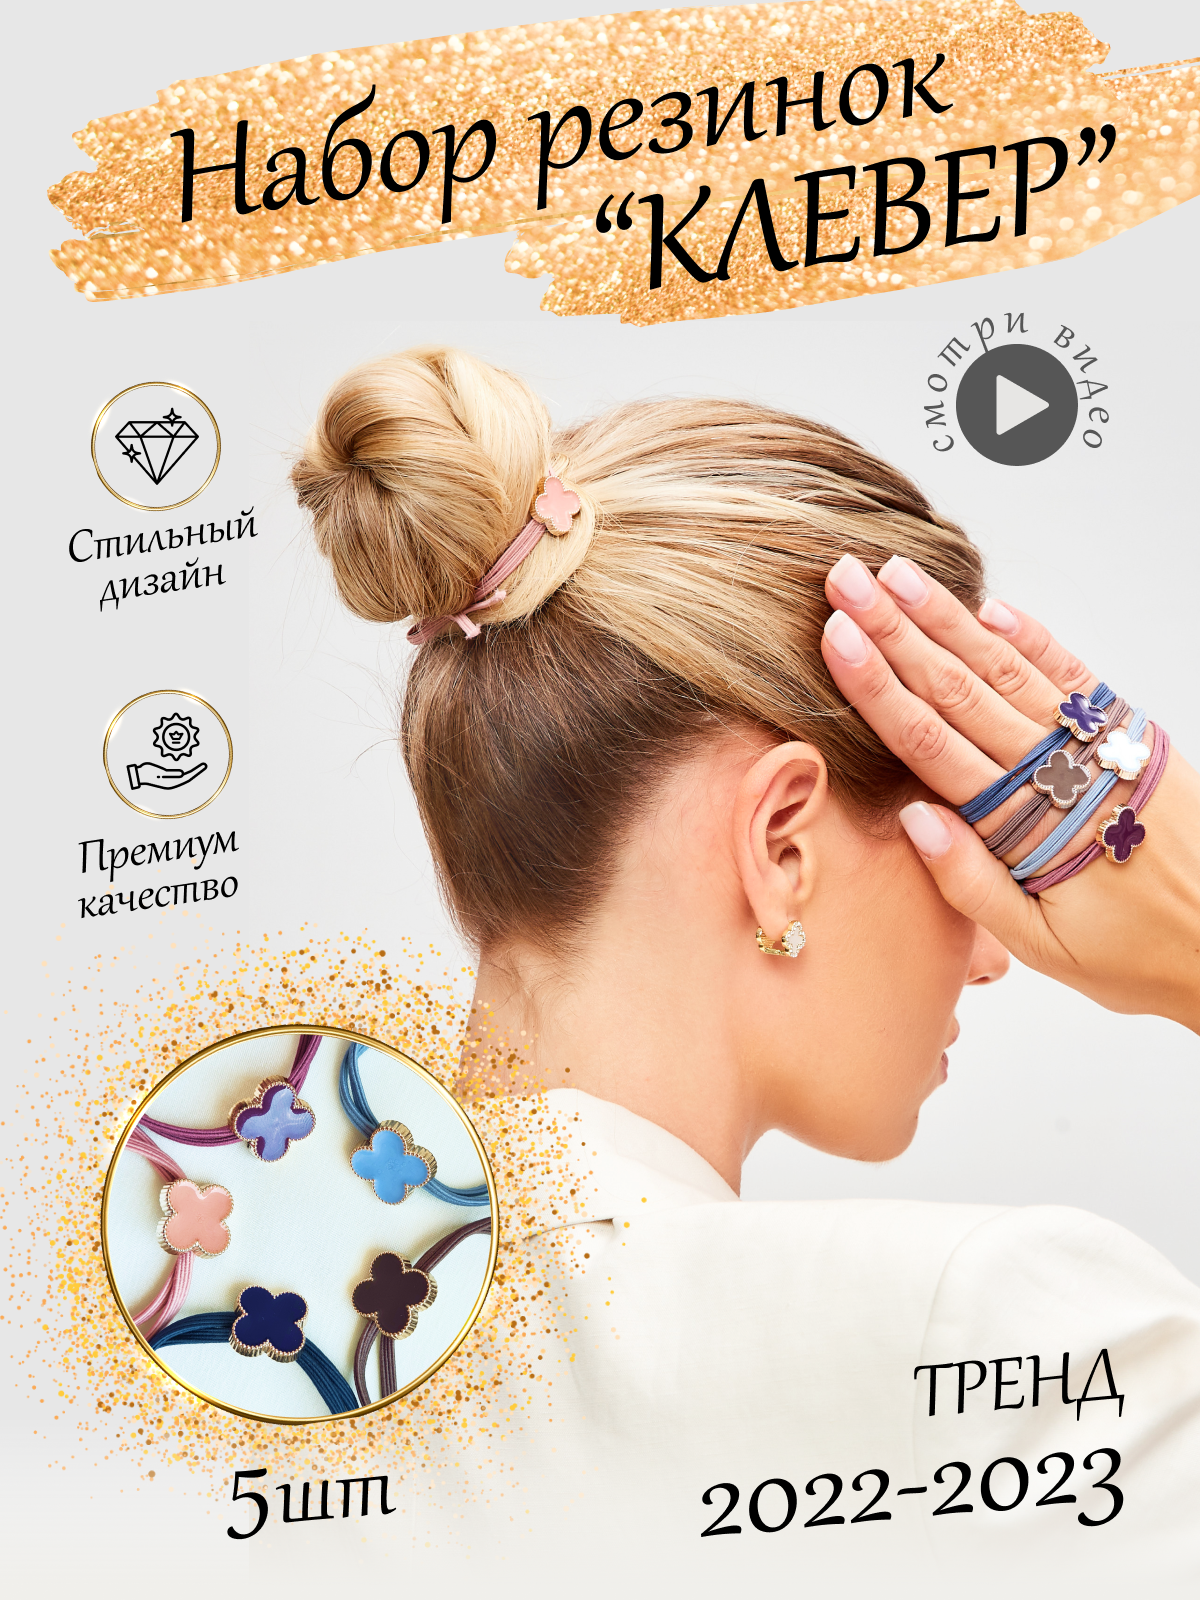 Набор резинок
“КЛЕВЕР”
смотри видео
Стильный
дизайн
Премиум
качество
5шт
ТРЕНД
2022-2023